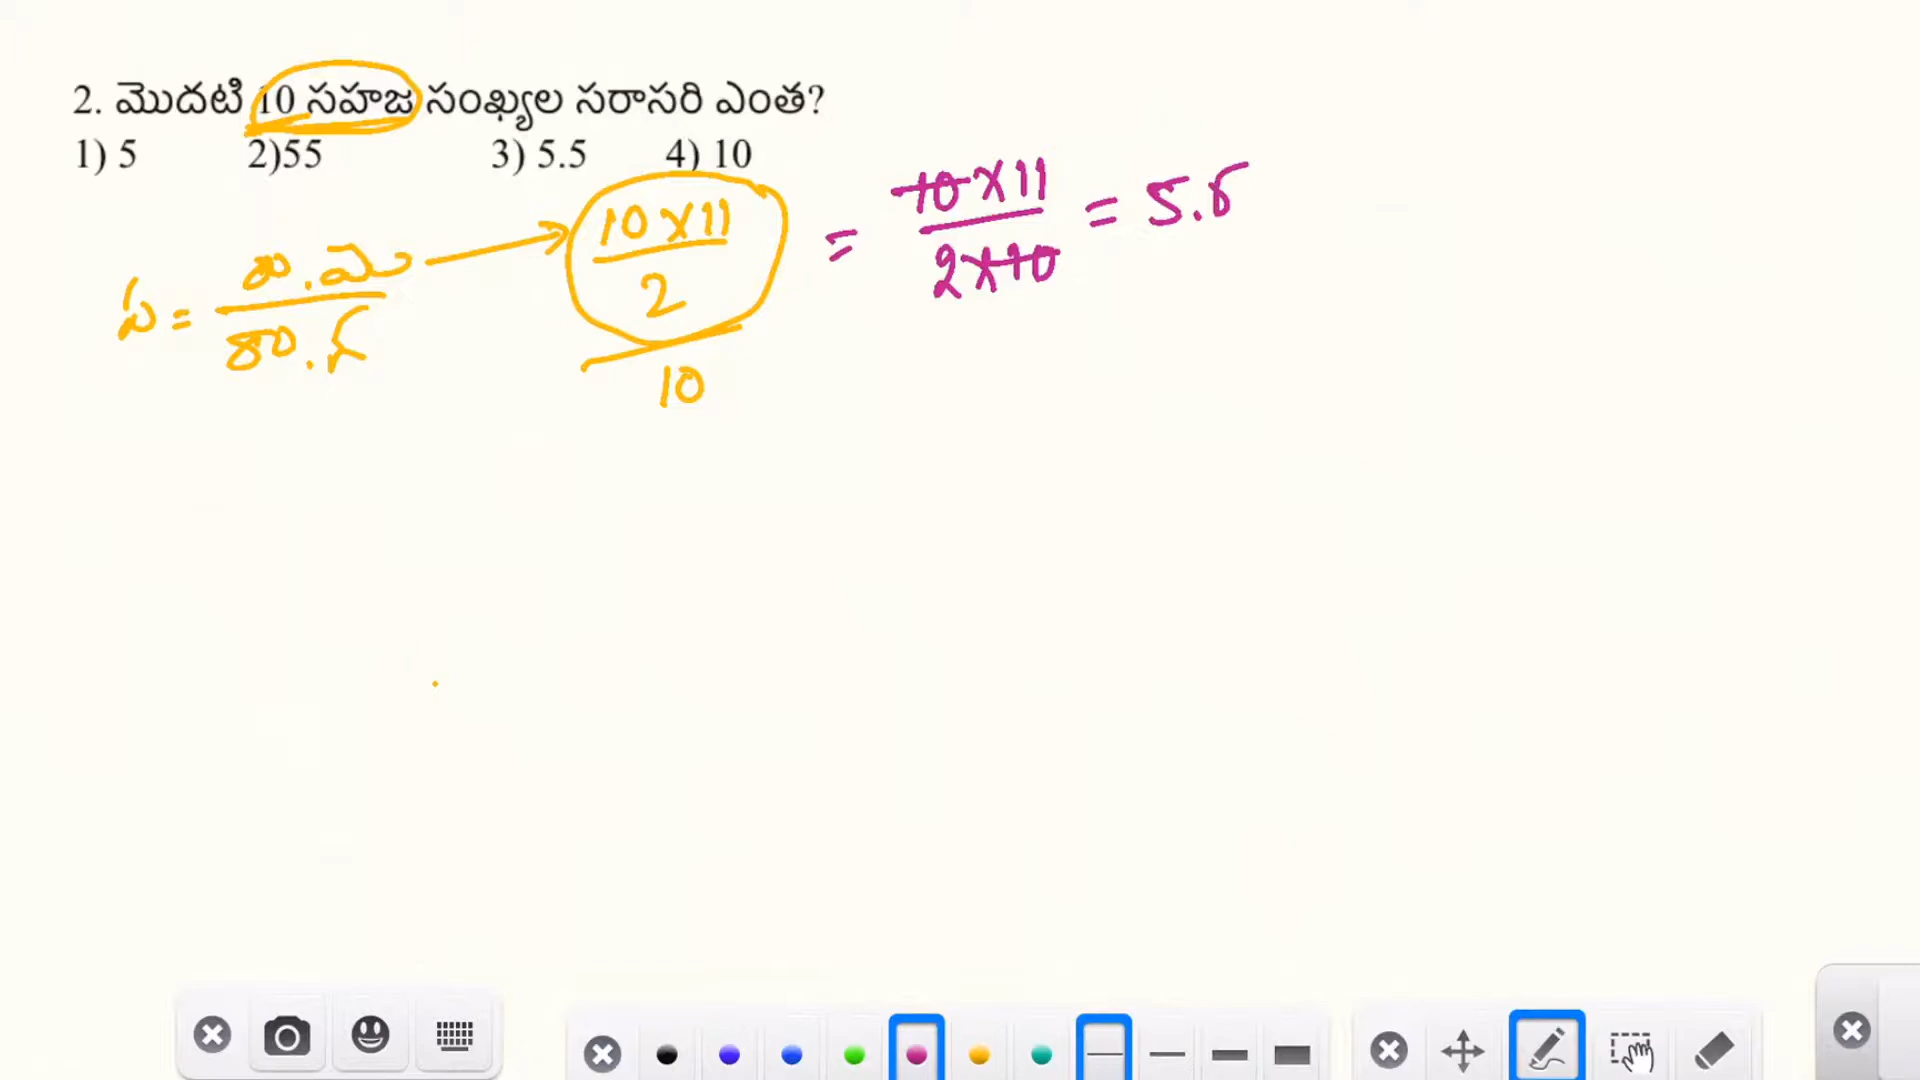 2. మొదటి 10 సహజ సంఖ్యల సరాసరి ఎంత?
1) 5 2)55 3) 5.5 4) 10
10 x 11
2
10
= 10 x 11
2 x 10
= 5.5